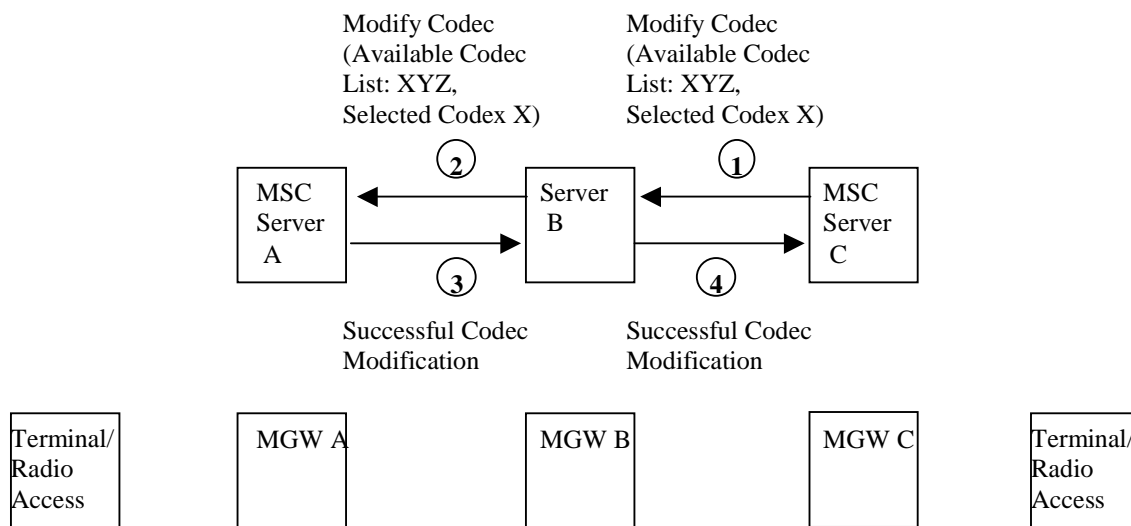 Modify Codec
(Available Codec
List: XYZ,
Selected Codex X)
Modify Codec
(Available Codec
List: XYZ,
Selected Codex X)
2
1
MSC
Server
A
Server
B
MSC
Server
C
3
4
Successful Codec
Modification
Successful Codec
Modification
Terminal/
Radio
Access
MGW A
MGW B
MGW C
Terminal/
Radio
Access